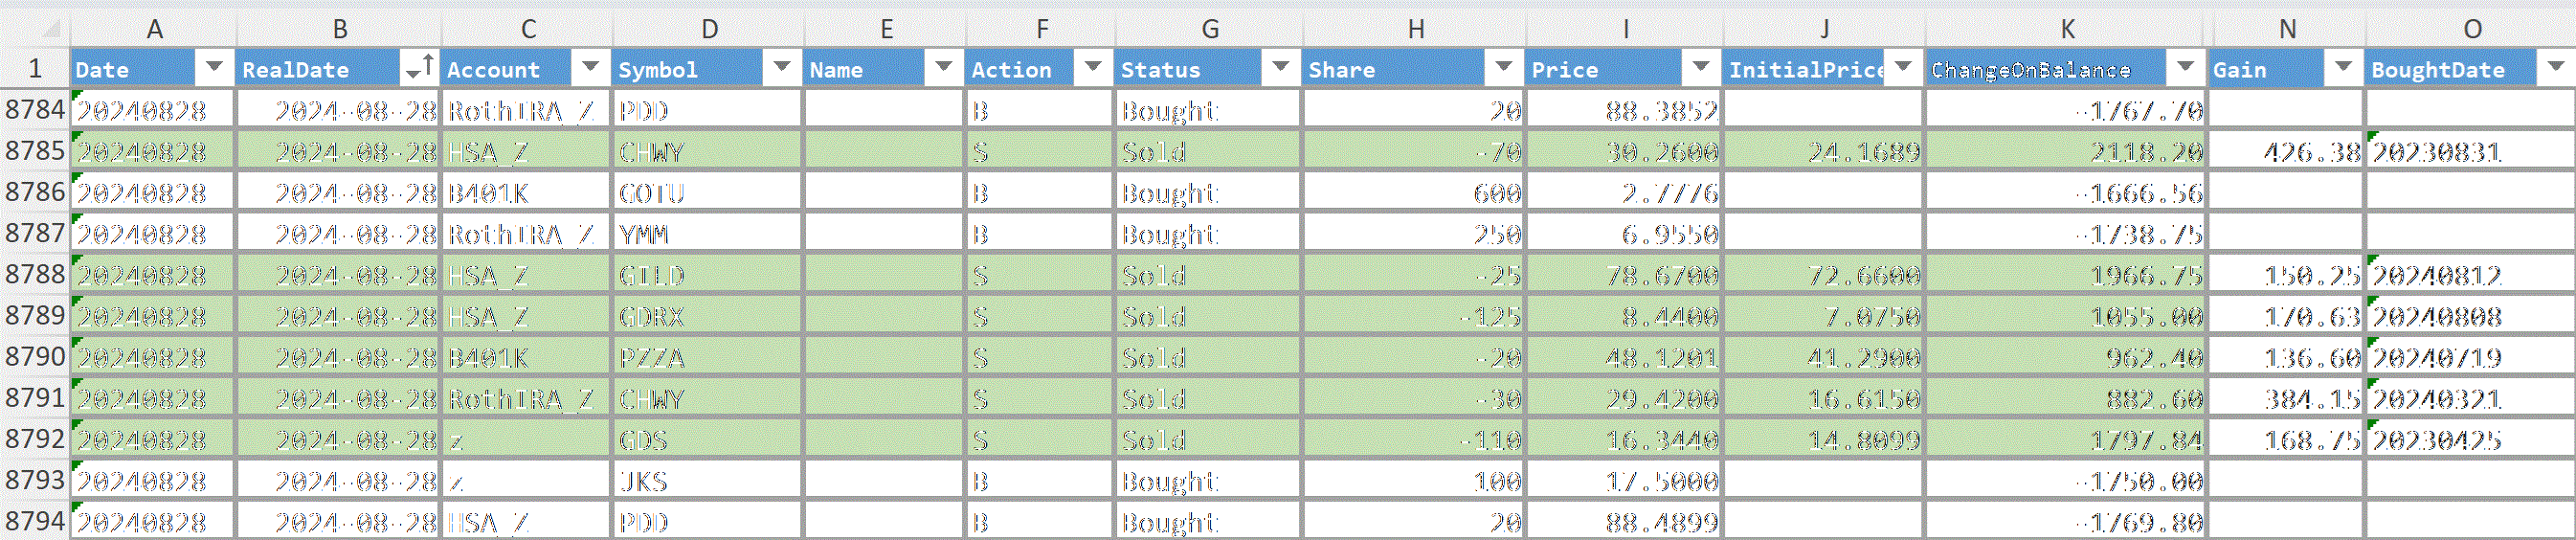 A B C D E F G H I J K N O
1 Date RealDate Account Symbol Name Action Status Share Price InitialPrice ChangeOnBalance Gain BoughtDate
8784 20240828 2024-08-28 RothIRA_Z PDD B Bought 20 88.3852 -1767.70
8785 20240828 2024-08-28 HSA_Z CHWY S Sold -70 30.2600 24.1689 2118.20 426.38 20230831
8786 20240828 2024-08-28 B401K GOTU B Bought 600 2.7776 -1666.56
8787 20240828 2024-08-28 RothIRA_Z YMM B Bought 250 6.9550 -1738.75
8788 20240828 2024-08-28 HSA_Z GILD S Sold -25 78.6700 72.6600 1966.75 150.25 20240812
8789 20240828 2024-08-28 HSA_Z GDRX S Sold -125 8.4400 7.0750 1055.00 170.63 20240808
8790 20240828 2024-08-28 B401K PZZA S Sold -20 48.1201 41.2900 962.40 136.60 20240719
8791 20240828 2024-08-28 RothIRA_Z CHWY S Sold -30 29.4200 16.6150 882.60 384.15 20240321
8792 20240828 2024-08-28 z GDS S Sold -110 16.3440 14.8099 1797.84 168.75 20230425
8793 20240828 2024-08-28 z JKS B Bought 100 17.5000 -1750.00
8794 20240828 2024-08-28 HSA_Z PDD B Bought 20 88.4899 -1769.80